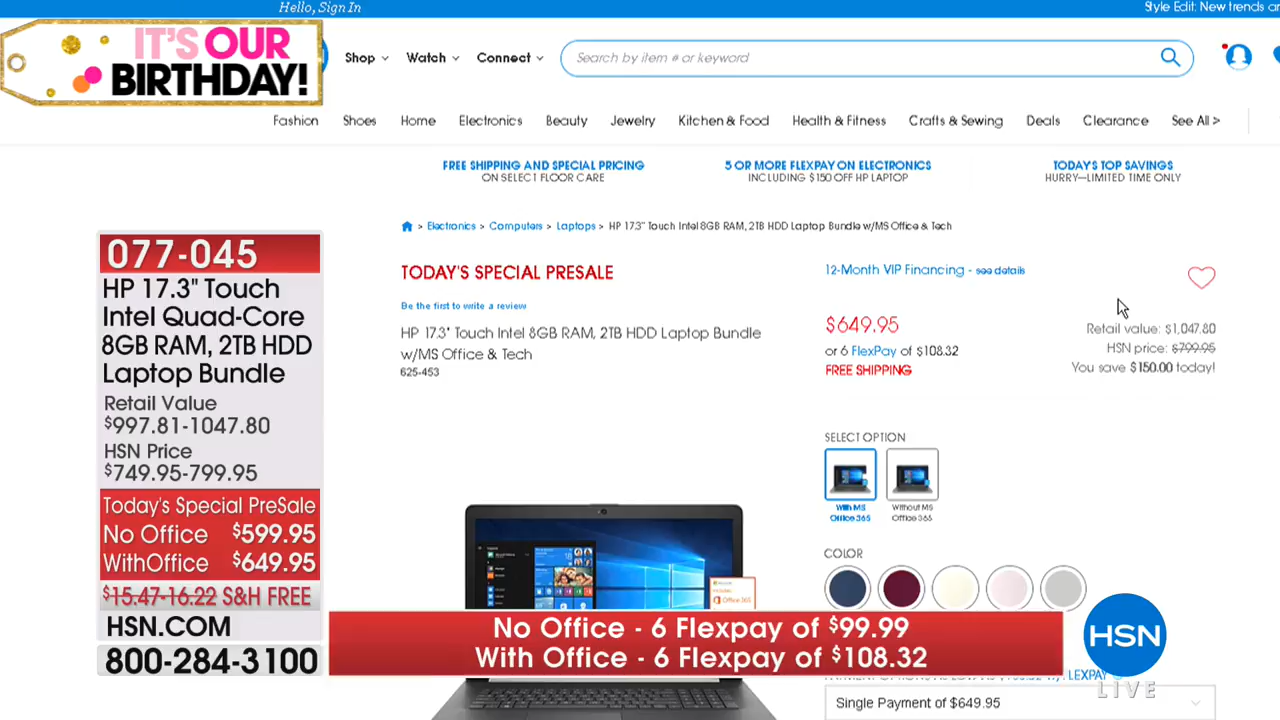 Hello, Sign In
Style Edit: New trends ar
IT'S OUR
BIRTHDAY!
Shop
Watch
Connect
Search by item # or keyword
Fashion
Shoes
Home
Electronics
Beauty
Jewelry
Kitchen & Food
Health & Fitness
Crafts & Sewing
Deals
Clearance
See All >
FREE SHIPPING AND SPECIAL PRICING
ON SELECT FLOOR CARE
5 OR MORE FLEXPAY ON ELECTRONICS
INCLUDING $150 OFF HP LAPTOP
TODAY'S TOP SAVINGS
HURRY—LIMITED TIME ONLY
> Electronics > Computers > Laptops > HP 17.3" Touch Intel 8GB RAM, 2TB HDD Laptop Bundle w/MS Office & Tech
077-045
HP 17.3" Touch
Intel Quad-Core
8GB RAM, 2TB HDD
Laptop Bundle
Retail Value
$997.81-1047.80
HSN Price
$749.95-799.95
Today's Special PreSale
No Office $599.95
WithOffice $649.95
$15.47-16.22 S&H FREE
HSN.COM
800-284-3100
TODAY'S SPECIAL PRESALE
Be the first to write a review
HP 17.3" Touch Intel 8GB RAM, 2TB HDD Laptop Bundle
w/MS Office & Tech
625-453
12-Month VIP Financing - see details
$649.95
or 6 FlexPay of $108.32
FREE SHIPPING
Retail value: $1,047.80
HSN price: $799.95
You save $150.00 today!
SELECT OPTION
With MS
Office 365
Without MS
Office 365
COLOR
Office 365
No Office - 6 Flexpay of $99.99
With Office - 6 Flexpay of $108.32
HSN
LIVE
Single Payment of $649.95